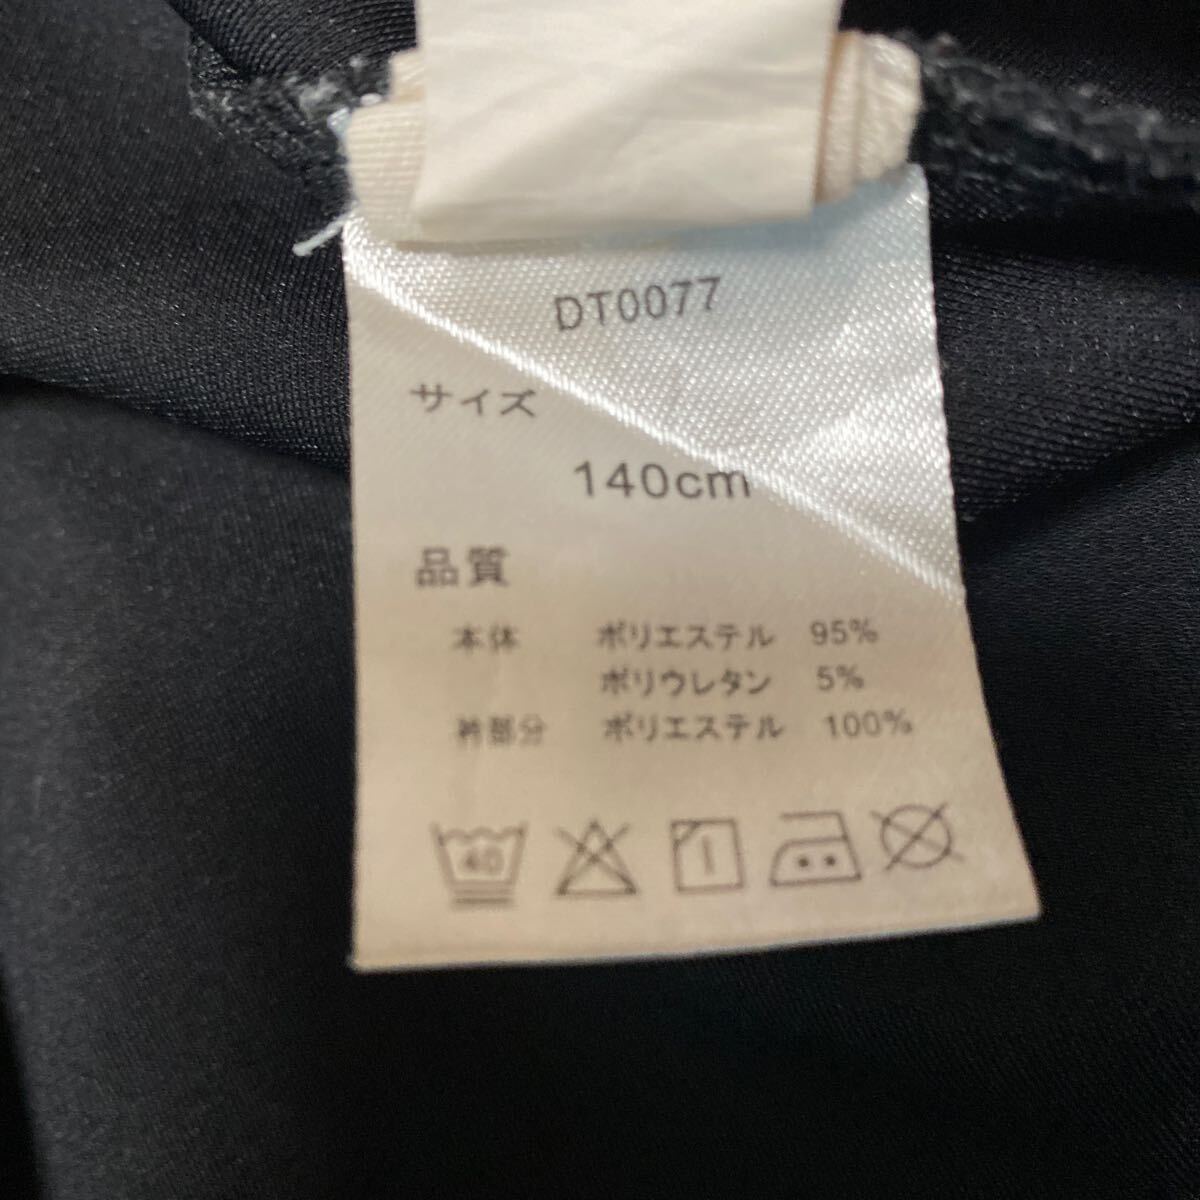 DT0077
サイズ
140cm
品質
本体 ポリエステル 95%
ポリウレタン 5%
衿部分 ポリエステル 100%
40